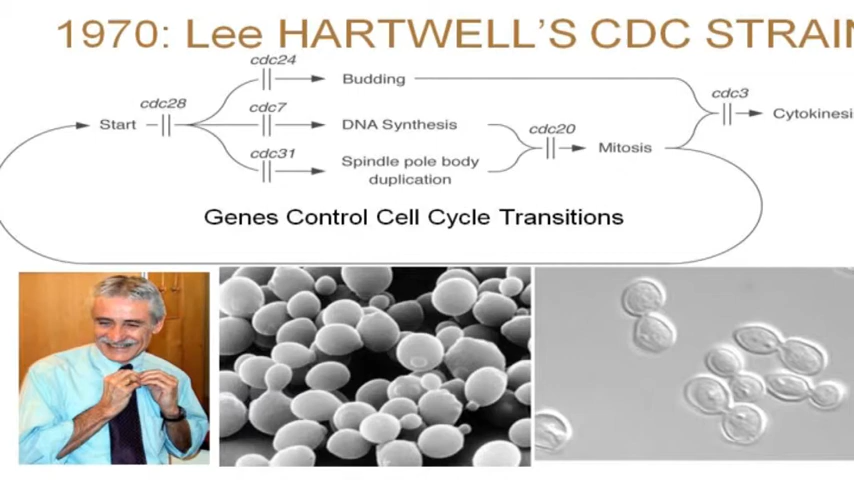 1970: Lee HARTWELL'S CDC STRAIN
cdc24
Budding
cdc3
cdc28
cdc7
Start
DNA Synthesis
Cytokinesi
cdc20
cdc31
Mitosis
Spindle pole body
duplication
Genes Control Cell Cycle Transitions